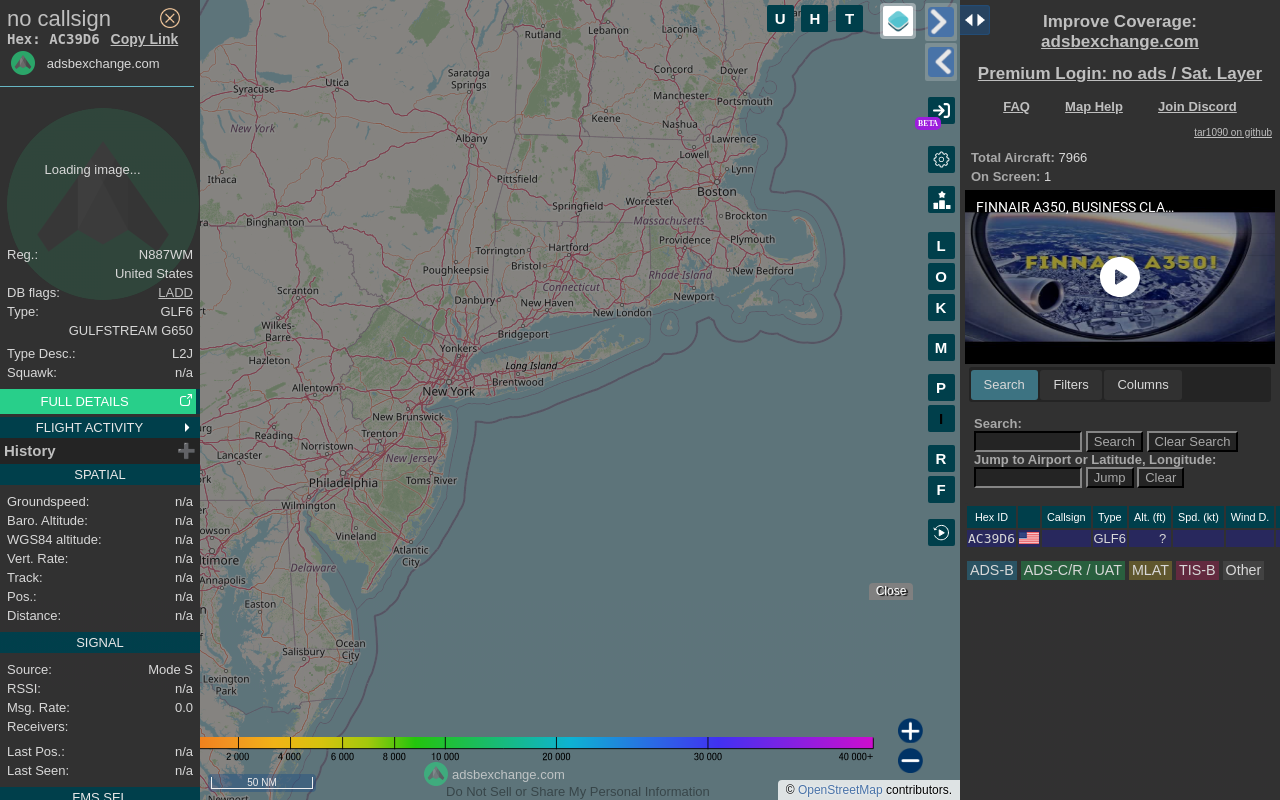 no callsign
Hex: AC39D6 Copy Link
adsbexchange.com
Loading image...
Reg.: N887WM
United States
DB flags: LADD
Type: GLF6
GULFSTREAM G650
Type Desc.: L2J
Squawk: n/a
FULL DETAILS
FLIGHT ACTIVITY
History
SPATIAL
Groundspeed: n/a
Baro. Altitude: n/a
WGS84 altitude: n/a
Vert. Rate: n/a
Track: n/a
Pos.: n/a
Distance: n/a
SIGNAL
Source: Mode S
RSSI: n/a
Msg. Rate: 0.0
Receivers:
Last Pos.: n/a
Last Seen: n/a
FMS SEL
U H T
BETA
L
O
K
M
P
I
R
F
Rutland
Lebanon
Laconia
Utica
Syracuse
Saratoga
Springs
Concord
Dover
Manchester
Portsmouth
Keene
Nashua
New York
Albany
Lawrence
Lowell
Lynn
Ithaca
Pittsfield
Boston
Worcester
Springfield
Binghamton
Massachusetts
Brockton
Providence
Plymouth
Torrington
Hartford
Bristol
Poughkeepsie
Rhode Island
New Bedford
Connecticut
Scranton
Danbury
New Haven
Newport
New London
Wilkes-
Barre
Bridgeport
Yonkers
Hazleton
Long Island
Brentwood
Allentown
New York
New Brunswick
Reading
Trenton
Norristown
Lancaster
New Jersey
Philadelphia
Toms River
Wilmington
Vineland
Atlantic
City
Delaware
Annapolis
Easton
Ocean
City
Salisbury
Lexington
Park
Close
2 000 4 000 6 000 8 000 10 000 20 000 30 000 40 000+
50 NM
adsbexchange.com
Do Not Sell or Share My Personal Information
© OpenStreetMap contributors.
Improve Coverage:
adsbexchange.com
Premium Login: no ads / Sat. Layer
FAQ Map Help Join Discord
tar1090 on github
Total Aircraft: 7966
On Screen: 1
FINNAIR A350, BUSINESS CLA...
FINNAIR A350!
Search Filters Columns
Search:
Search Clear Search
Jump to Airport or Latitude, Longitude:
Jump Clear
Hex ID Callsign Type Alt. (ft) Spd. (kt) Wind D.
AC39D6 GLF6 ?
ADS-B ADS-C/R / UAT MLAT TIS-B Other